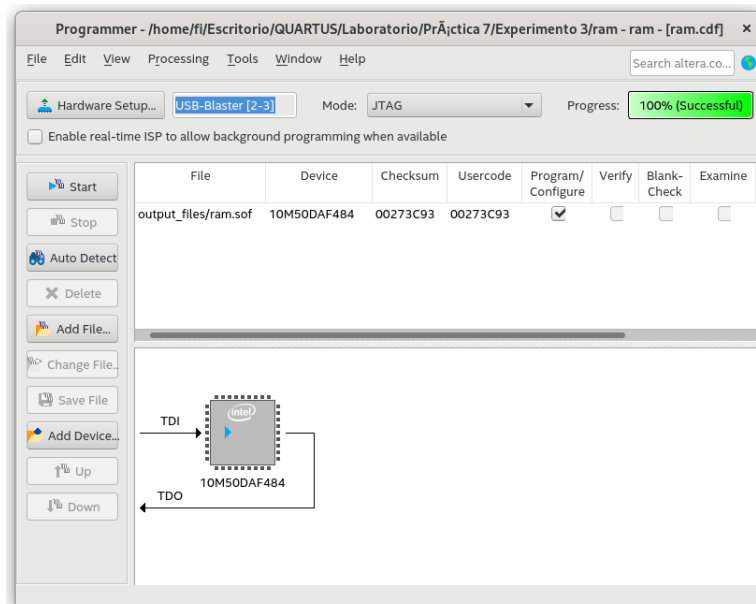 Programmer - /home/fi/Escritorio/QUARTUS/Laboratorio/PrÃ¡ctica 7/Experimento 3/ram - ram - [ram.cdf]
File Edit View Processing Tools Window Help
Search altera.co...
Hardware Setup... USB-Blaster [2-3] Mode: JTAG Progress: 100% (Successful)
Enable real-time ISP to allow background programming when available
Start
Stop
Auto Detect
Delete
Add File...
Change File..
Save File
Add Device...
Up
Down
File Device Checksum Usercode Program/ Verify Blank- Examine
Configure Check
output_files/ram.sof 10M50DAF484 00273C93 00273C93
intel
TDI
10M50DAF484
TDO